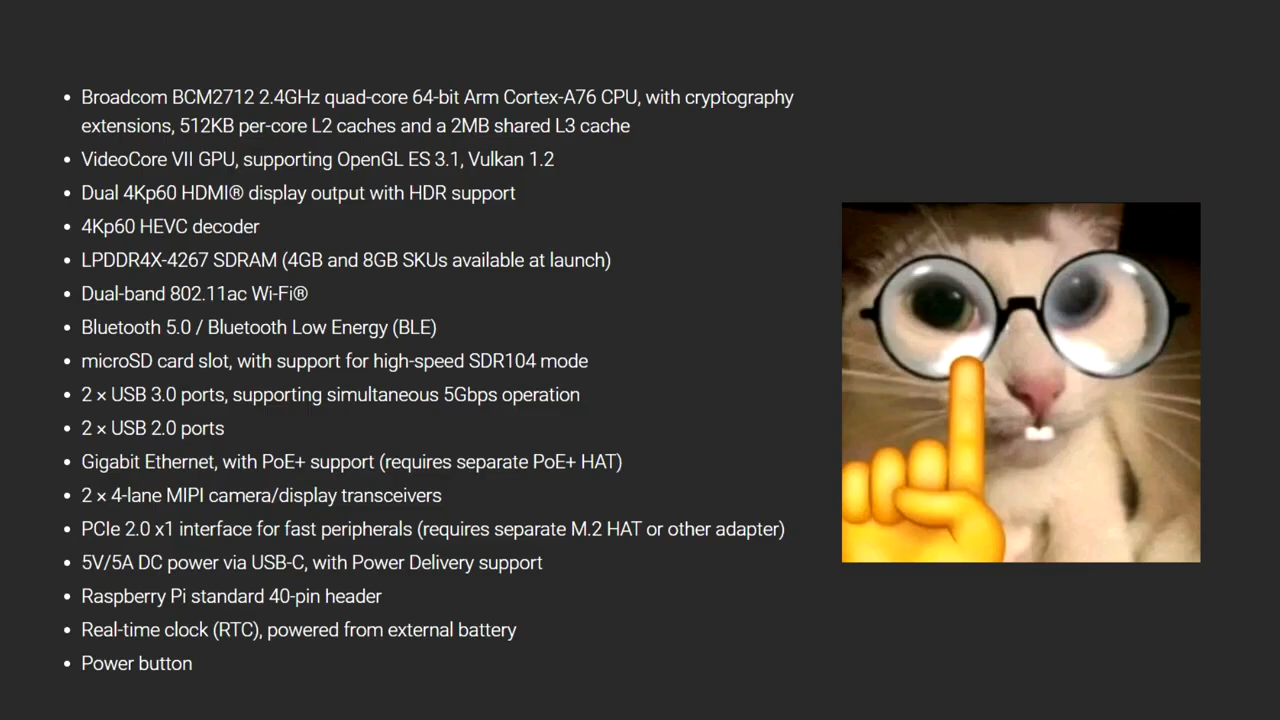 Broadcom BCM2712 2.4GHz quad-core 64-bit Arm Cortex-A76 CPU, with cryptography
extensions, 512KB per-core L2 caches and a 2MB shared L3 cache
VideoCore VII GPU, supporting OpenGL ES 3.1, Vulkan 1.2
Dual 4Kp60 HDMI® display output with HDR support
4Kp60 HEVC decoder
LPDDR4X-4267 SDRAM (4GB and 8GB SKUs available at launch)
Dual-band 802.11ac Wi-Fi®
Bluetooth 5.0 / Bluetooth Low Energy (BLE)
microSD card slot, with support for high-speed SDR104 mode
2 × USB 3.0 ports, supporting simultaneous 5Gbps operation
2 × USB 2.0 ports
Gigabit Ethernet, with PoE+ support (requires separate PoE+ HAT)
2 × 4-lane MIPI camera/display transceivers
PCIe 2.0 x1 interface for fast peripherals (requires separate M.2 HAT or other adapter)
5V/5A DC power via USB-C, with Power Delivery support
Raspberry Pi standard 40-pin header
Real-time clock (RTC), powered from external battery
Power button